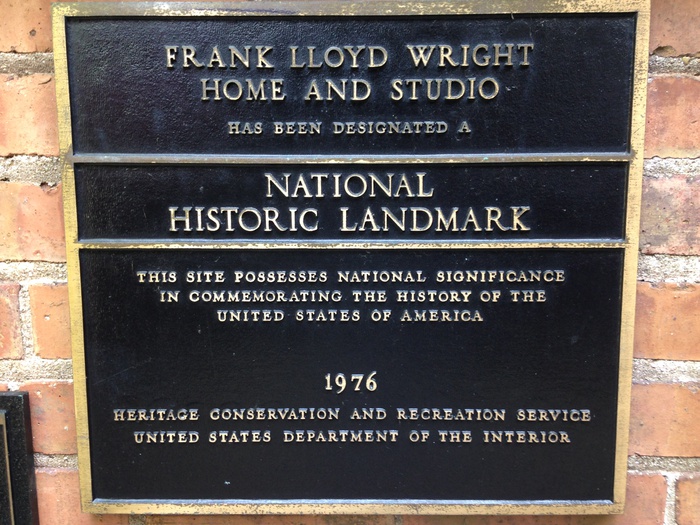 FRANK LLOYD WRIGHT
HOME AND STUDIO
HAS BEEN DESIGNATED A
NATIONAL
HISTORIC LANDMARK
THIS SITE POSSESSES NATIONAL SIGNIFICANCE
IN COMMEMORATING THE HISTORY OF THE
UNITED STATES OF AMERICA
1976
HERITAGE CONSERVATION AND RECREATION SERVICE
UNITED STATES DEPARTMENT OF THE INTERIOR